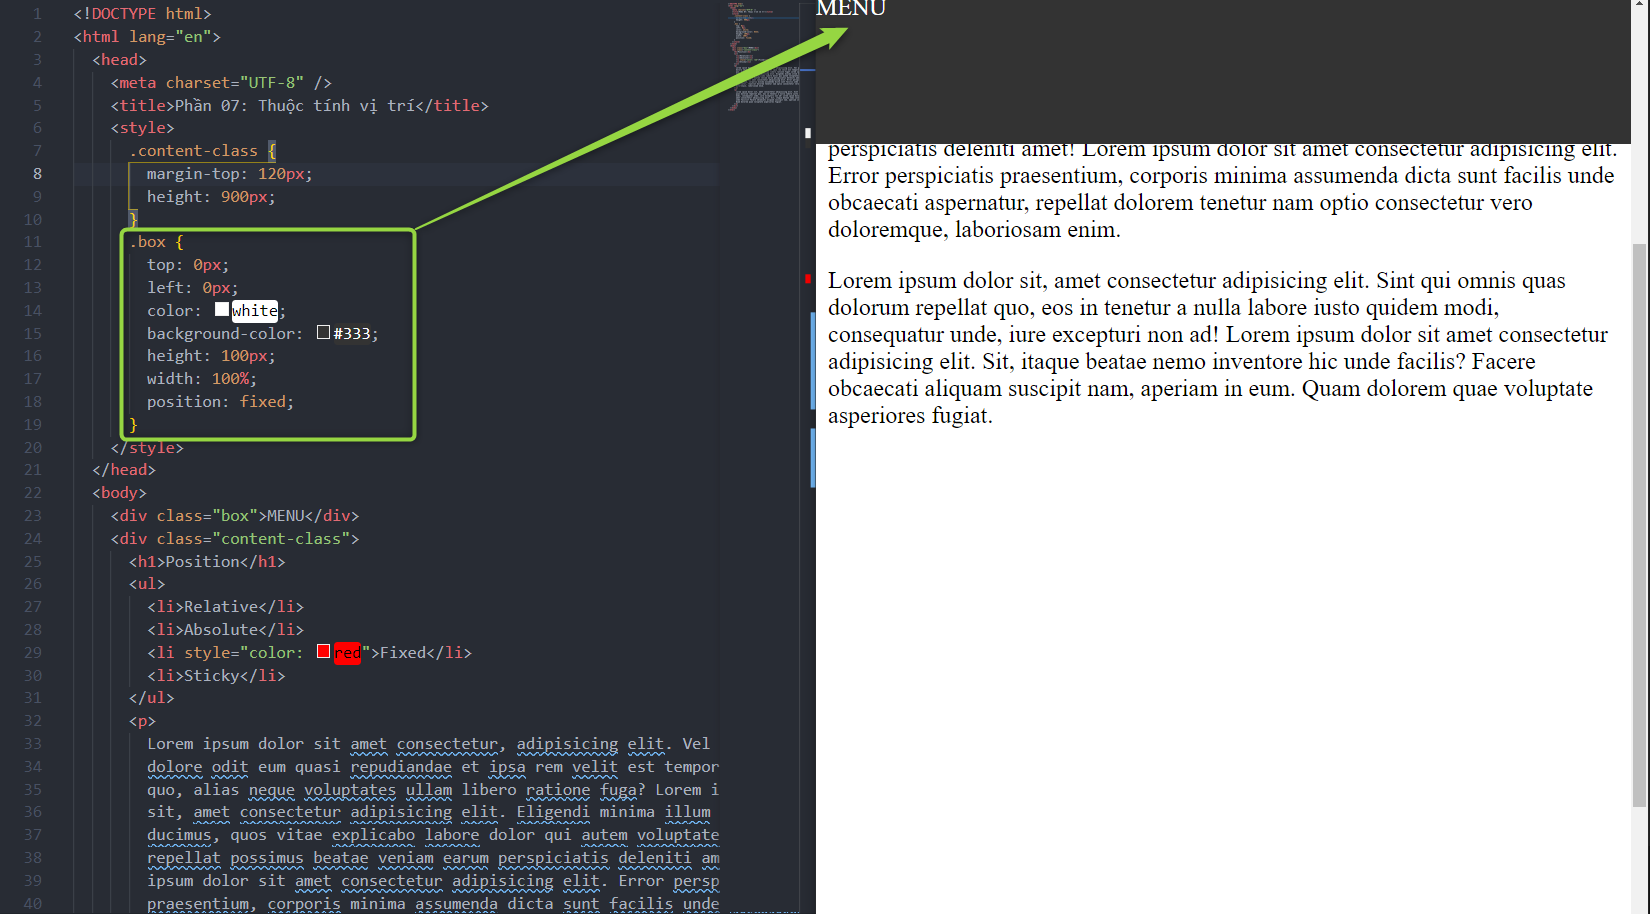 1 <!DOCTYPE html>
2 <html lang="en">
3 <head>
4 <meta charset="UTF-8" />
5 <title>Phần 07: Thuộc tính vị trí</title>
6 <style>
7 .content-class {
8 margin-top: 120px;
9 height: 900px;
10 }
11 .box {
12 top: 0px;
13 left: 0px;
14 color: white;
15 background-color: #333;
16 height: 100px;
17 width: 100%;
18 position: fixed;
19 }
20 </style>
21 </head>
22 <body>
23 <div class="box">MENU</div>
24 <div class="content-class">
25 <h1>Position</h1>
26 <ul>
27 <li>Relative</li>
28 <li>Absolute</li>
29 <li style="color: red">Fixed</li>
30 <li>Sticky</li>
31 </ul>
32 <p>
33 Lorem ipsum dolor sit amet consectetur, adipisicing elit. Vel
34 dolore odit eum quasi repudiandae et ipsa rem velit est tempor
35 quo, alias neque voluptates ullam libero ratione fuga? Lorem i
36 sit, amet consectetur adipisicing elit. Eligendi minima illum
37 ducimus, quos vitae explicabo labore dolor qui autem voluptate
38 repellat possimus beatae veniam earum perspiciatis deleniti am
39 ipsum dolor sit amet consectetur adipisicing elit. Error persp
40 praesentium, corporis minima assumenda dicta sunt facilis unde
MENU
perspiciatis deleniti amet! Lorem ipsum dolor sit amet consectetur adipisicing elit.
Error perspiciatis praesentium, corporis minima assumenda dicta sunt facilis unde
obcaecati aspernatur, repellat dolorem tenetur nam optio consectetur vero
doloremque, laboriosam enim.
Lorem ipsum dolor sit, amet consectetur adipisicing elit. Sint qui omnis quas
dolorum repellat quo, eos in tenetur a nulla labore iusto quidem modi,
consequatur unde, iure excepturi non ad! Lorem ipsum dolor sit amet consectetur
adipisicing elit. Sit, itaque beatae nemo inventore hic unde facilis? Facere
obcaecati aliquam suscipit nam, aperiam in eum. Quam dolorem quae voluptate
asperiores fugiat.